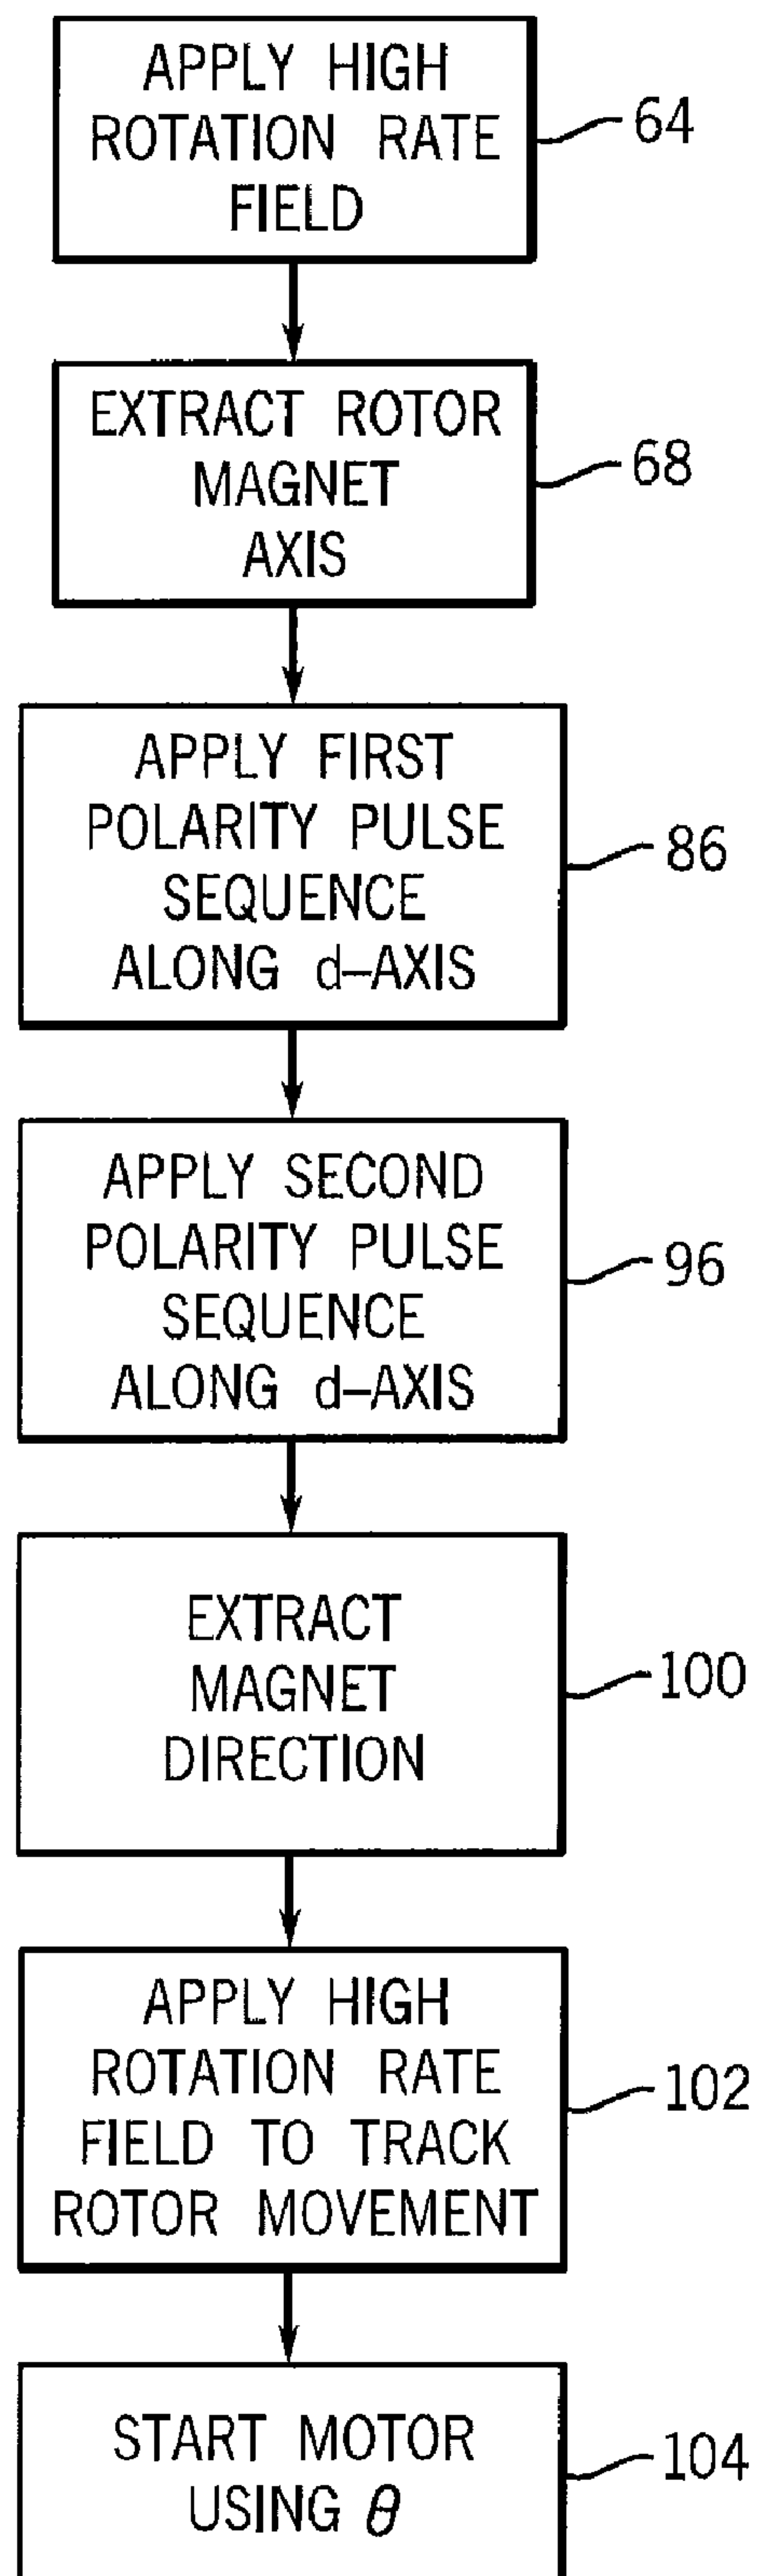 APPLY HIGH
ROTATION RATE
FIELD
64
EXTRACT ROTOR
MAGNET
AXIS
68
APPLY FIRST
POLARITY PULSE
SEQUENCE
ALONG d–AXIS
86
APPLY SECOND
POLARITY PULSE
SEQUENCE
ALONG d–AXIS
96
EXTRACT
MAGNET
DIRECTION
100
APPLY HIGH
ROTATION RATE
FIELD TO TRACK
ROTOR MOVEMENT
102
START MOTOR
USING θ
104